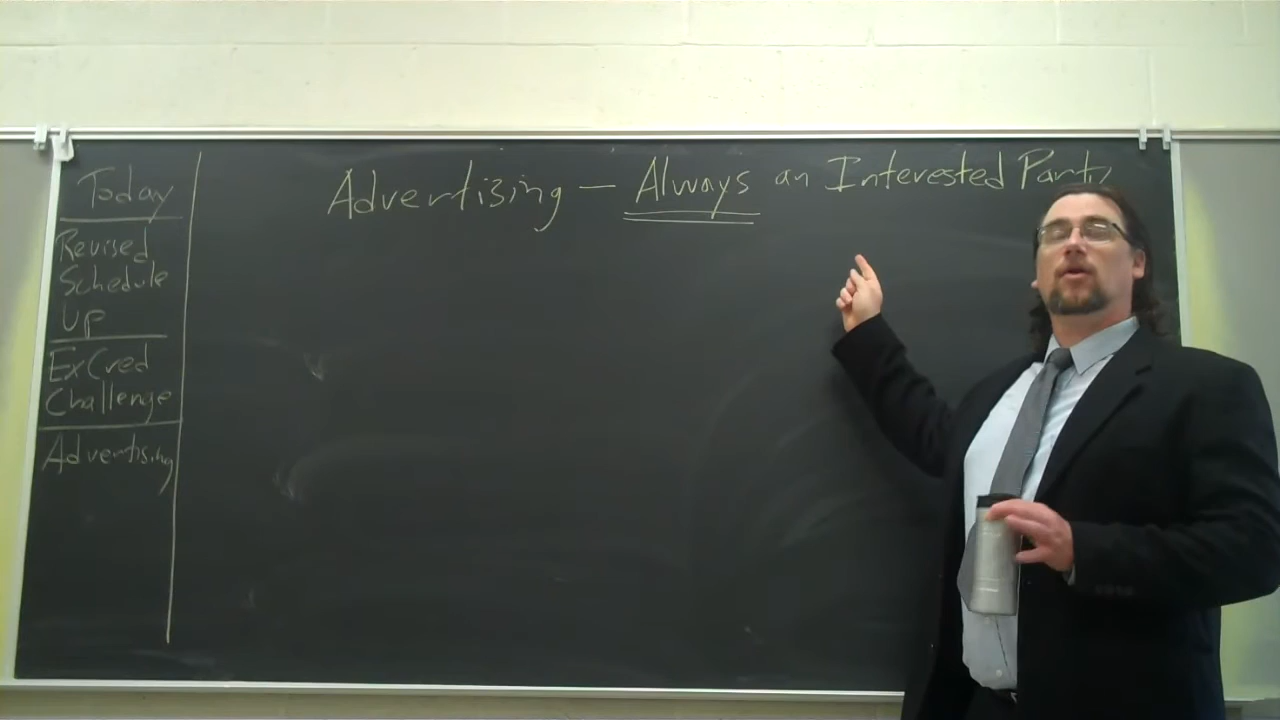 Today
Revised
Schedule
Up
ExCred
Challenge
Advertising
Advertising — Always an Interested Party